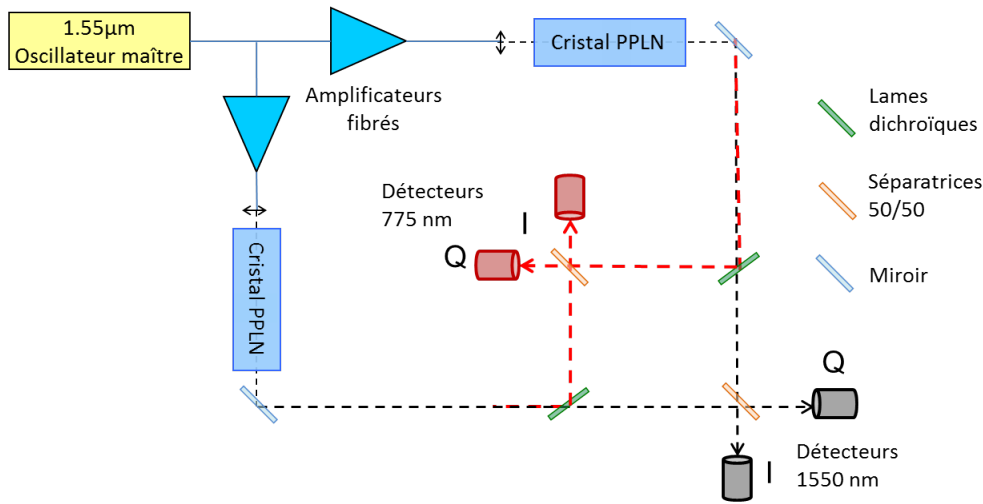 1.55µm
Oscillateur maître
Cristal PPLN
Amplificateurs
fibrés
Lames
dichroïques
Détecteurs
775 nm
I
Q
Séparatrices
50/50
Cristal PPLN
Miroir
Q
I
Détecteurs
1550 nm